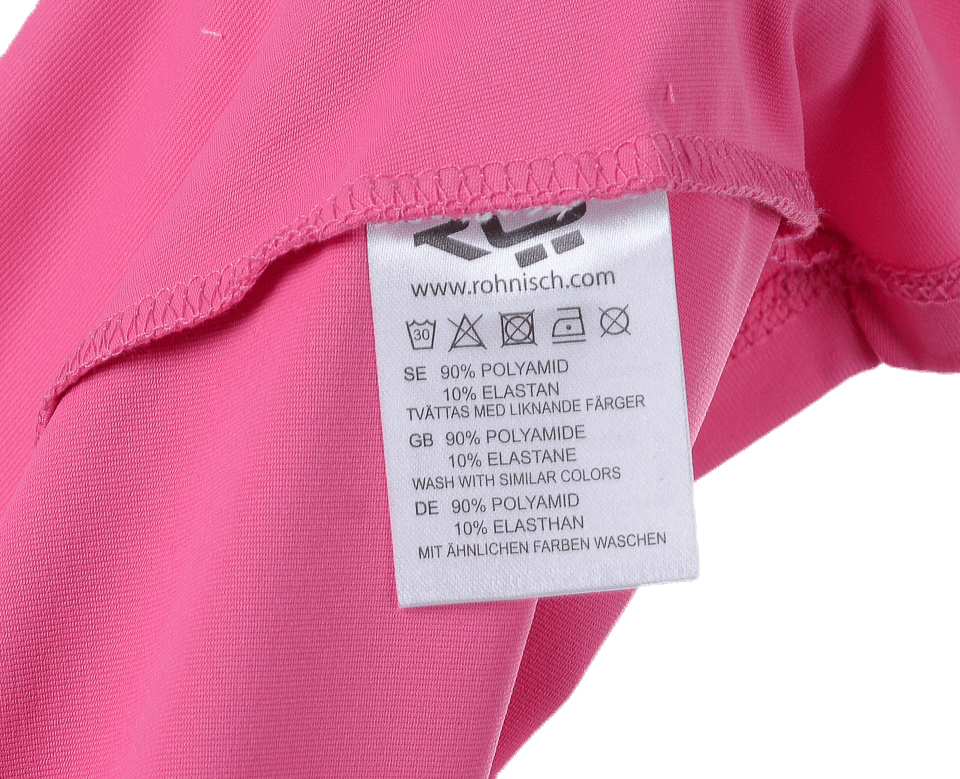 www.rohnisch.com
30
SE 90% POLYAMID
10% ELASTAN
TVÄTTAS MED LIKNANDE FÄRGER
GB 90% POLYAMIDE
10% ELASTANE
WASH WITH SIMILAR COLORS
DE 90% POLYAMID
10% ELASTHAN
MIT ÄHNLICHEN FARBEN WASCHEN